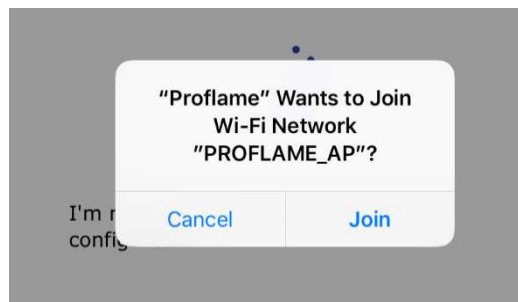 “Proflame” Wants to Join
Wi-Fi Network
”PROFLAME_AP”?
I'm
Cancel
Join